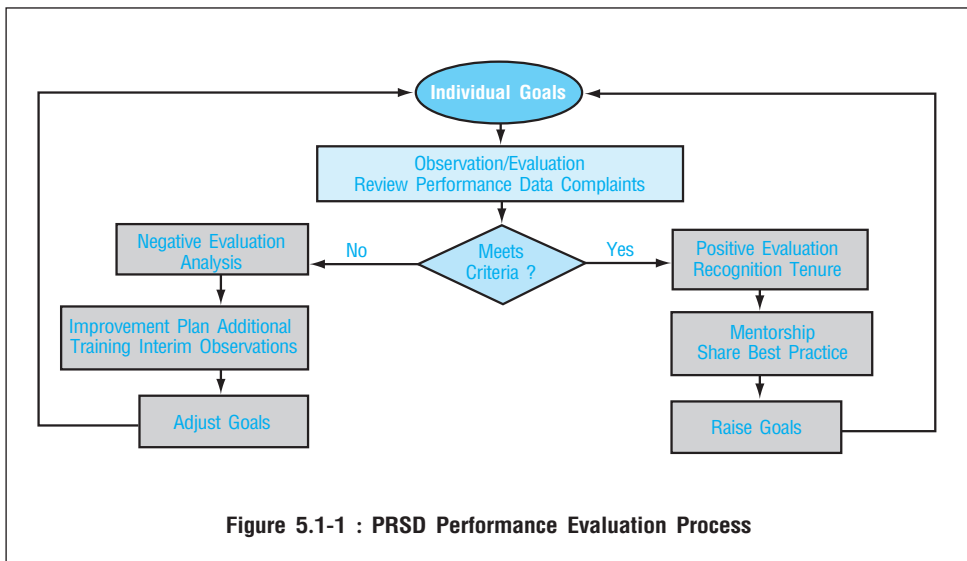 Individual Goals
Observation/Evaluation
Review Performance Data Complaints
Meets
Criteria ?
No
Yes
Negative Evaluation
Analysis
Improvement Plan Additional
Training Interim Observations
Adjust Goals
Positive Evaluation
Recognition Tenure
Mentorship
Share Best Practice
Raise Goals
Figure 5.1-1 : PRSD Performance Evaluation Process